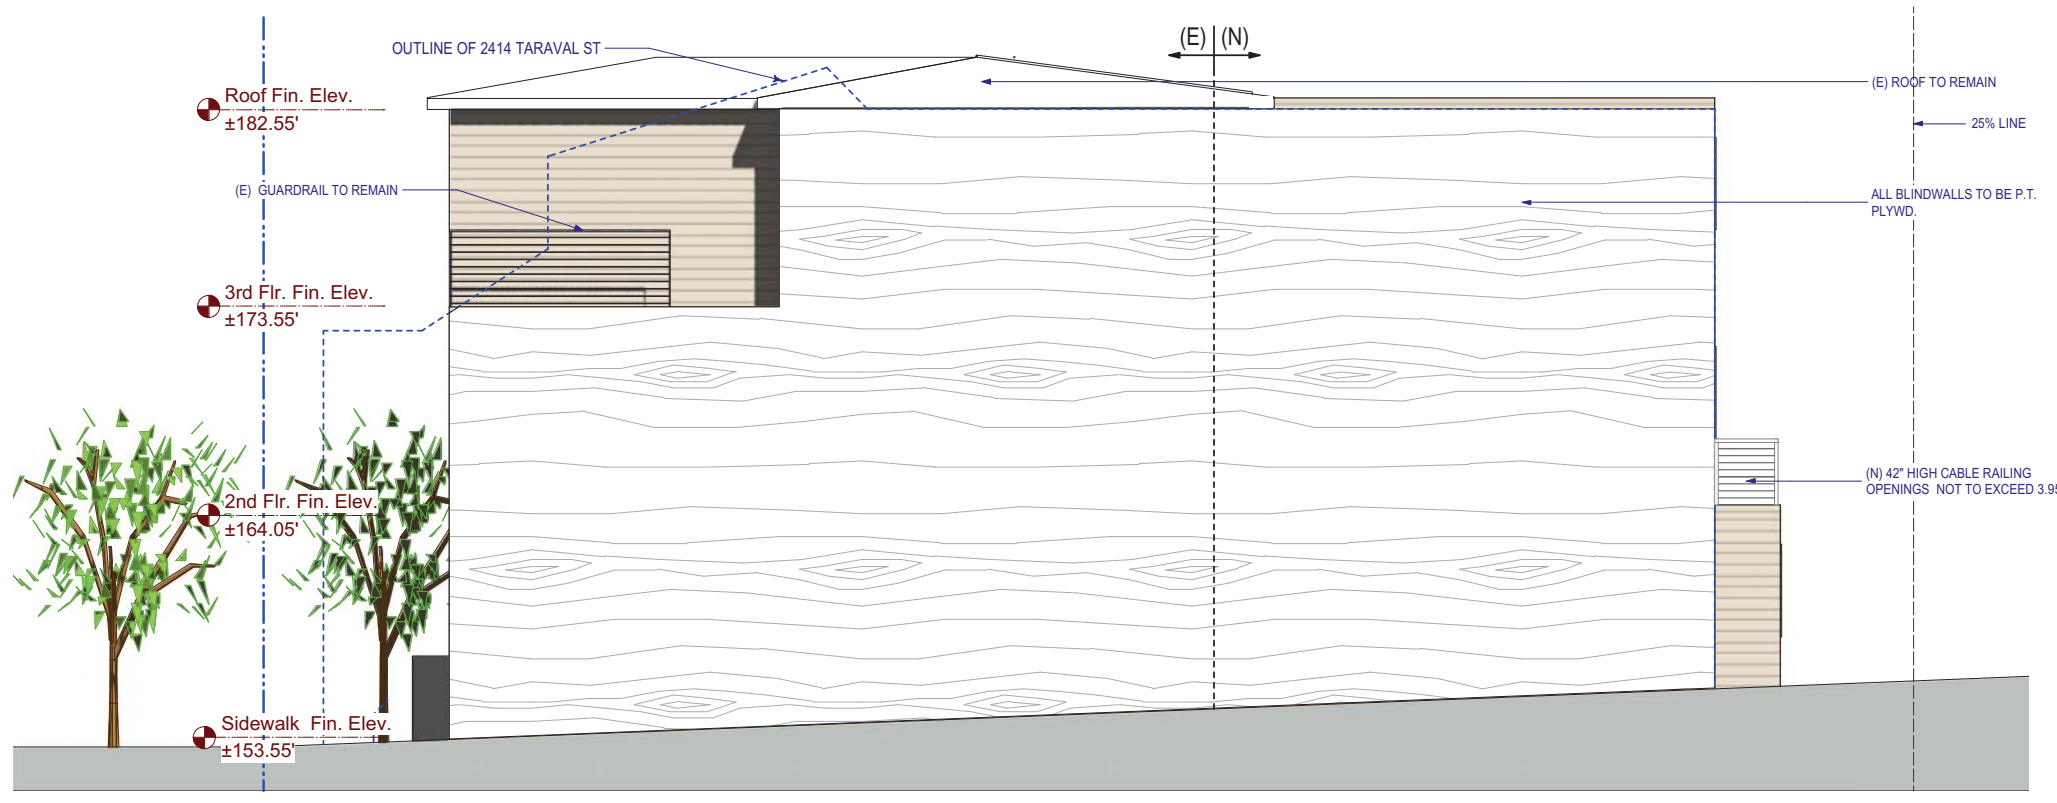 (E) (N)
OUTLINE OF 2414 TARAVAL ST
(E) ROOF TO REMAIN
Roof Fin. Elev.
±182.55'
25% LINE
(E) GUARDRAIL TO REMAIN
ALL BLINDWALLS TO BE P.T.
PLYWD.
3rd Flr. Fin. Elev.
±173.55'
(N) 42" HIGH CABLE RAILING
OPENINGS NOT TO EXCEED 3.95
2nd Flr. Fin. Elev.
±164.05'
Sidewalk Fin. Elev.
±153.55'